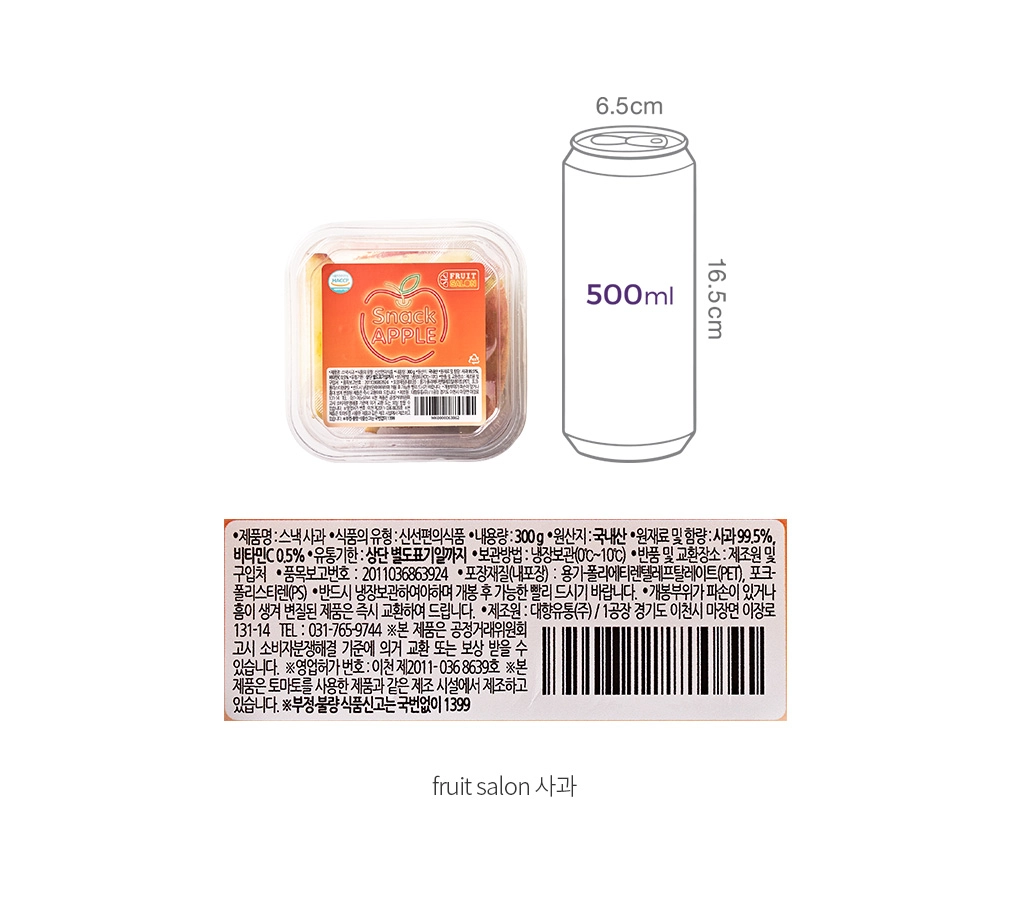 6.5cm
500ml
16.5cm
HACCP
FRUIT
SALON
Snack
APPLE
•제품명 : 스낵 사과 •식품의 유형 : 신선편의식품 •내용량 : 300 g •원산지 : 국내산 •원재료 및 함량 : 사과 99.5%,
비타민C 0.5% •유통기한 : 상단 별도표기일까지 •보관방법 : 냉장보관(0℃~10℃) •반품 및 교환장소 : 제조원 및
구입처 •품목보고번호 : 2011036863924 •포장재질(내포장) : 용기-폴리에티렌텔레프탈레이트(PET), 포크-
폴리스티렌(PS) •반드시 냉장보관하여야하며 개봉 후 가능한 빨리 드시기 바랍니다. •개봉부위가 파손이 있거나
흠이 생겨 변질된 제품은 즉시 교환하여 드립니다. •제조원 : 대항유통(주) / 1공장 경기도 이천시 마장면 이장로
131-14 TEL : 031-765-9744 ※본 제품은 공정거래위원회
고시 소비자분쟁해결 기준에 의거 교환 또는 보상 받을 수
있습니다. ※영업허가 번호 : 이천 제2011- 036 8639호 ※본
제품은 토마토를 사용한 제품과 같은 제조 시설에서 제조하고
있습니다. ※부정·불량 식품신고는 국번없이 1399
fruit salon 사과